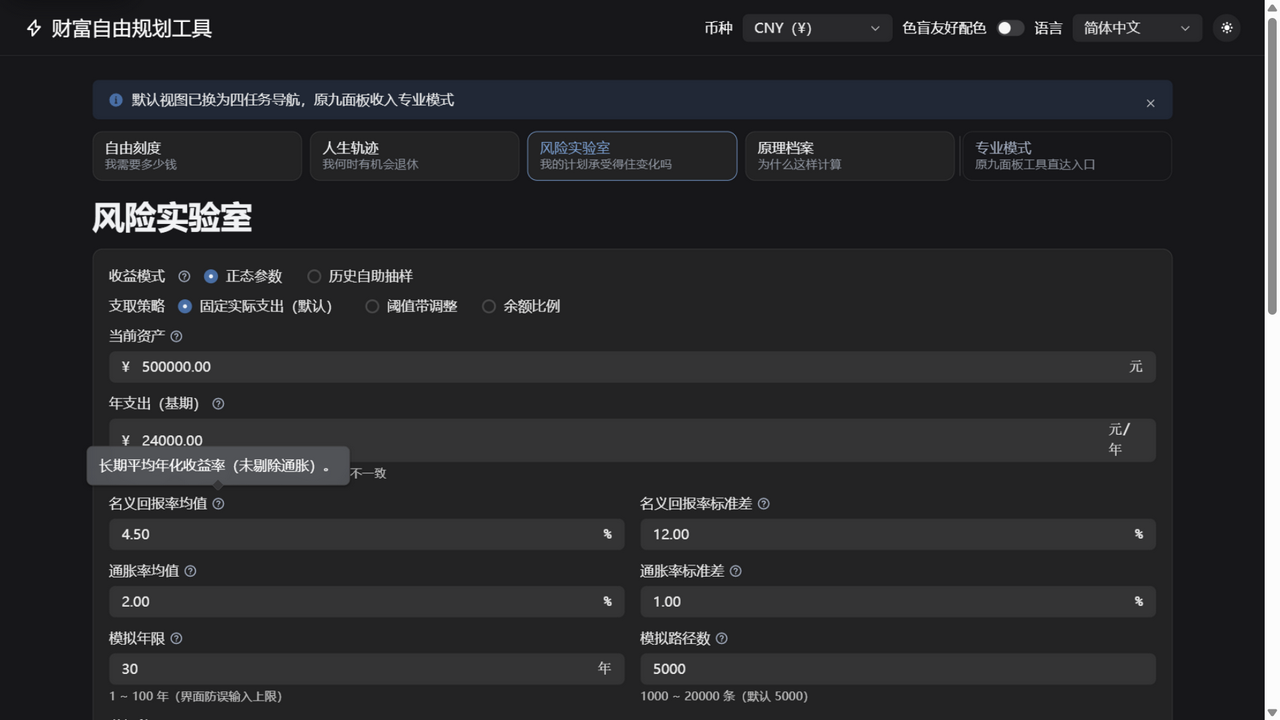 财富自由规划工具
币种 CNY (¥) 色盲友好配色 语言 简体中文
默认视图已换为四任务导航，原九面板收入专业模式
自由刻度
我需要多少钱
人生轨迹
我何时有机会退休
风险实验室
我的计划承受得住变化吗
原理档案
为什么这样计算
专业模式
原九面板工具直达入口
风险实验室
收益模式 正态参数 历史自助抽样
支取策略 固定实际支出（默认） 阈值带调整 余额比例
当前资产
¥ 500000.00 元
年支出（基期）
¥ 24000.00 元/
年
长期平均年化收益率（未剔除通胀）。
不一致
名义回报率均值
4.50 %
名义回报率标准差
12.00 %
通胀率均值
2.00 %
通胀率标准差
1.00 %
模拟年限
30 年
1 ~ 100 年（界面防误输入上限）
模拟路径数
5000
1000 ~ 20000 条（默认 5000）